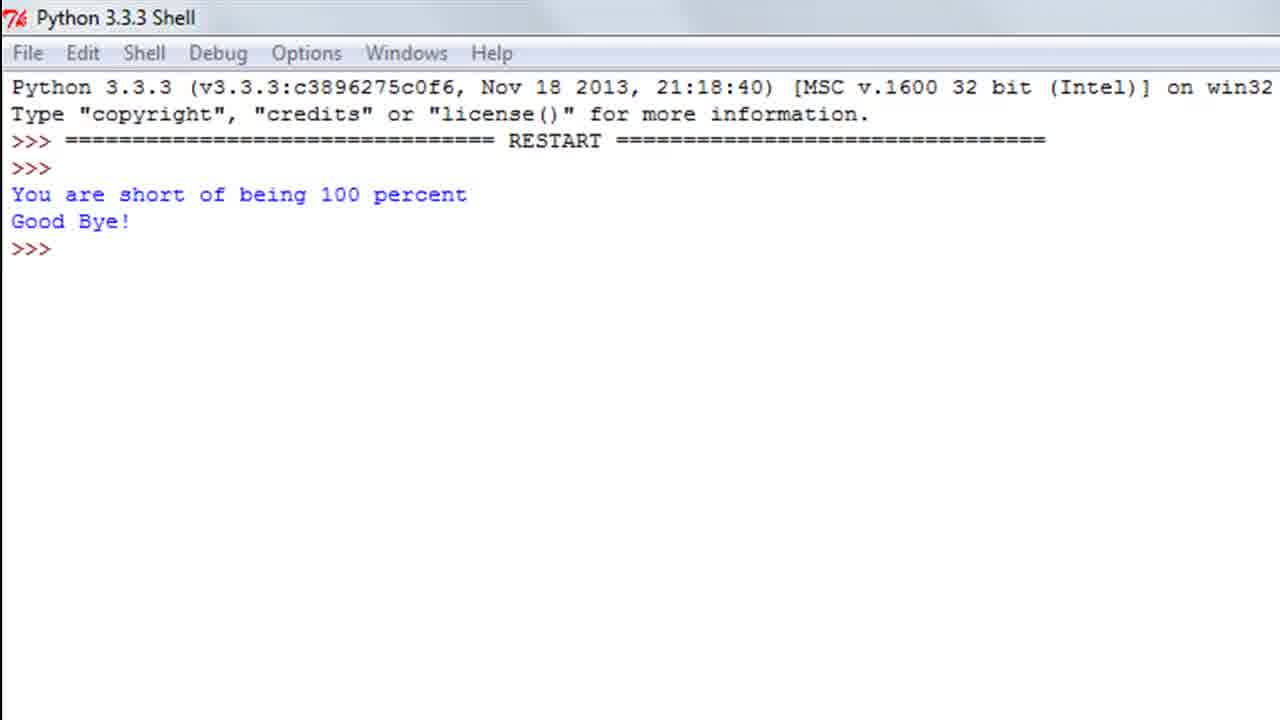 Python 3.3.3 Shell
File Edit Shell Debug Options Windows Help
Python 3.3.3 (v3.3.3:c3896275c0f6, Nov 18 2013, 21:18:40) [MSC v.1600 32 bit (Intel)] on win32
Type "copyright", "credits" or "license()" for more information.
>>> ================================ RESTART ================================
>>>
You are short of being 100 percent
Good Bye!
>>>